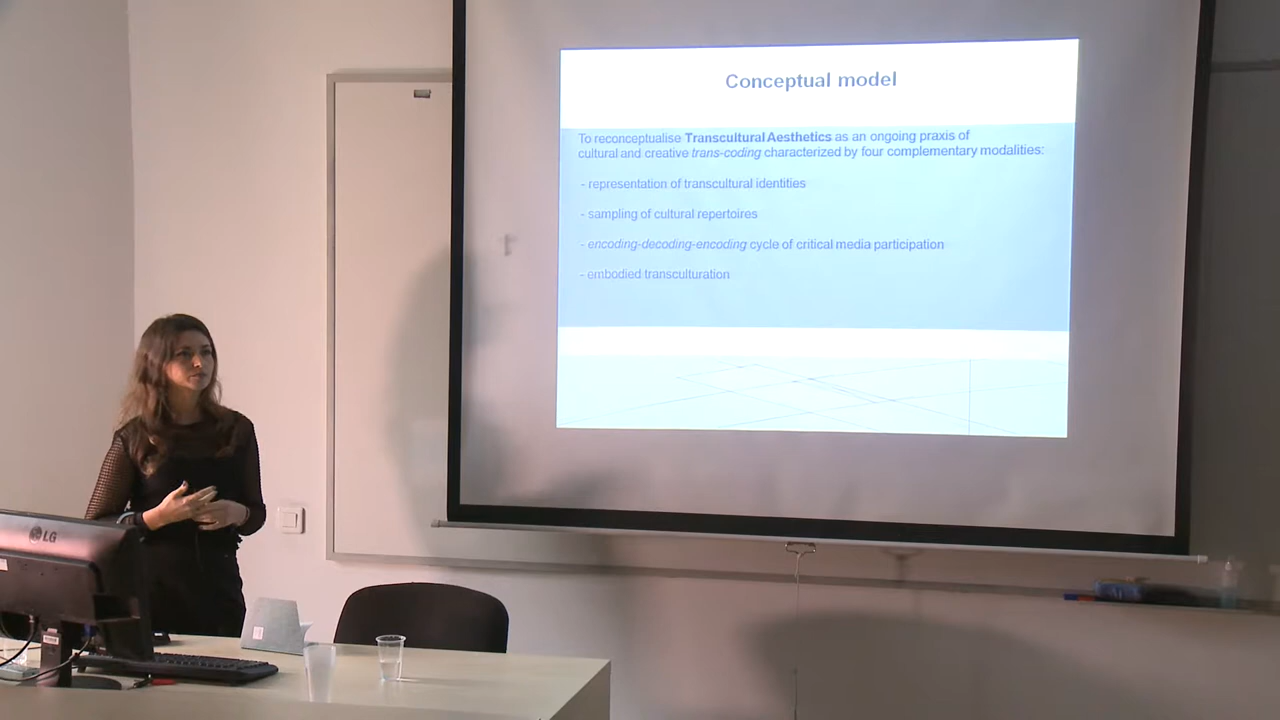 Conceptual model
To reconceptualise Transcultural Aesthetics as an ongoing praxis of
cultural and creative trans-coding characterized by four complementary modalities:
- representation of transcultural identities
- sampling of cultural repertoires
- encoding-decoding-encoding cycle of critical media participation
- embodied transculturation
LG